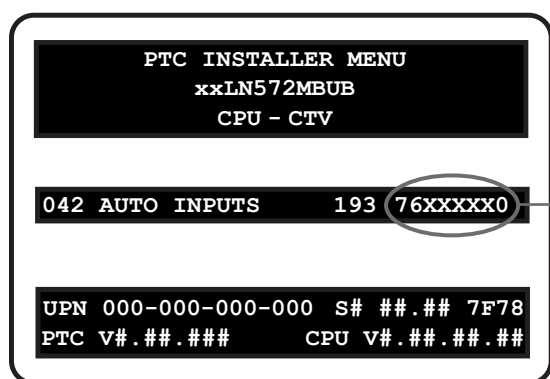 PTC INSTALLER MENU
xxLN572MBUB
CPU – CTV
042 AUTO INPUTS 193 76XXXXX0
UPN 000-000-000-000 S# ##.## 7F78
PTC V#.##.### CPU V#.##.##.##